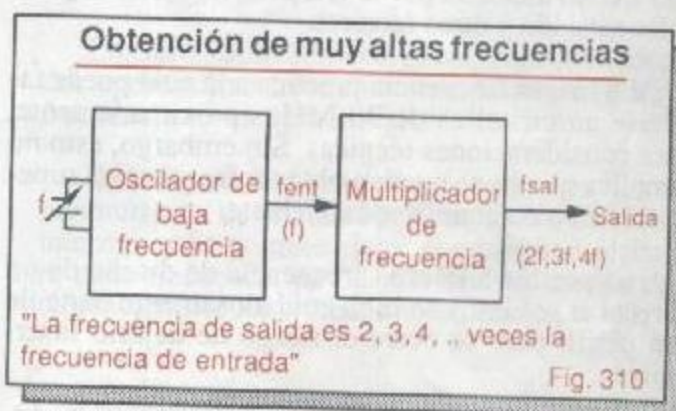 Obtención de muy altas frecuencias
f
Oscilador de
baja
frecuencia
fent
(f)
Multiplicador
de
frecuencia
fsal
Salida
(2f,3f,4f)
"La frecuencia de salida es 2, 3, 4, .. veces la
frecuencia de entrada"
Fig. 310